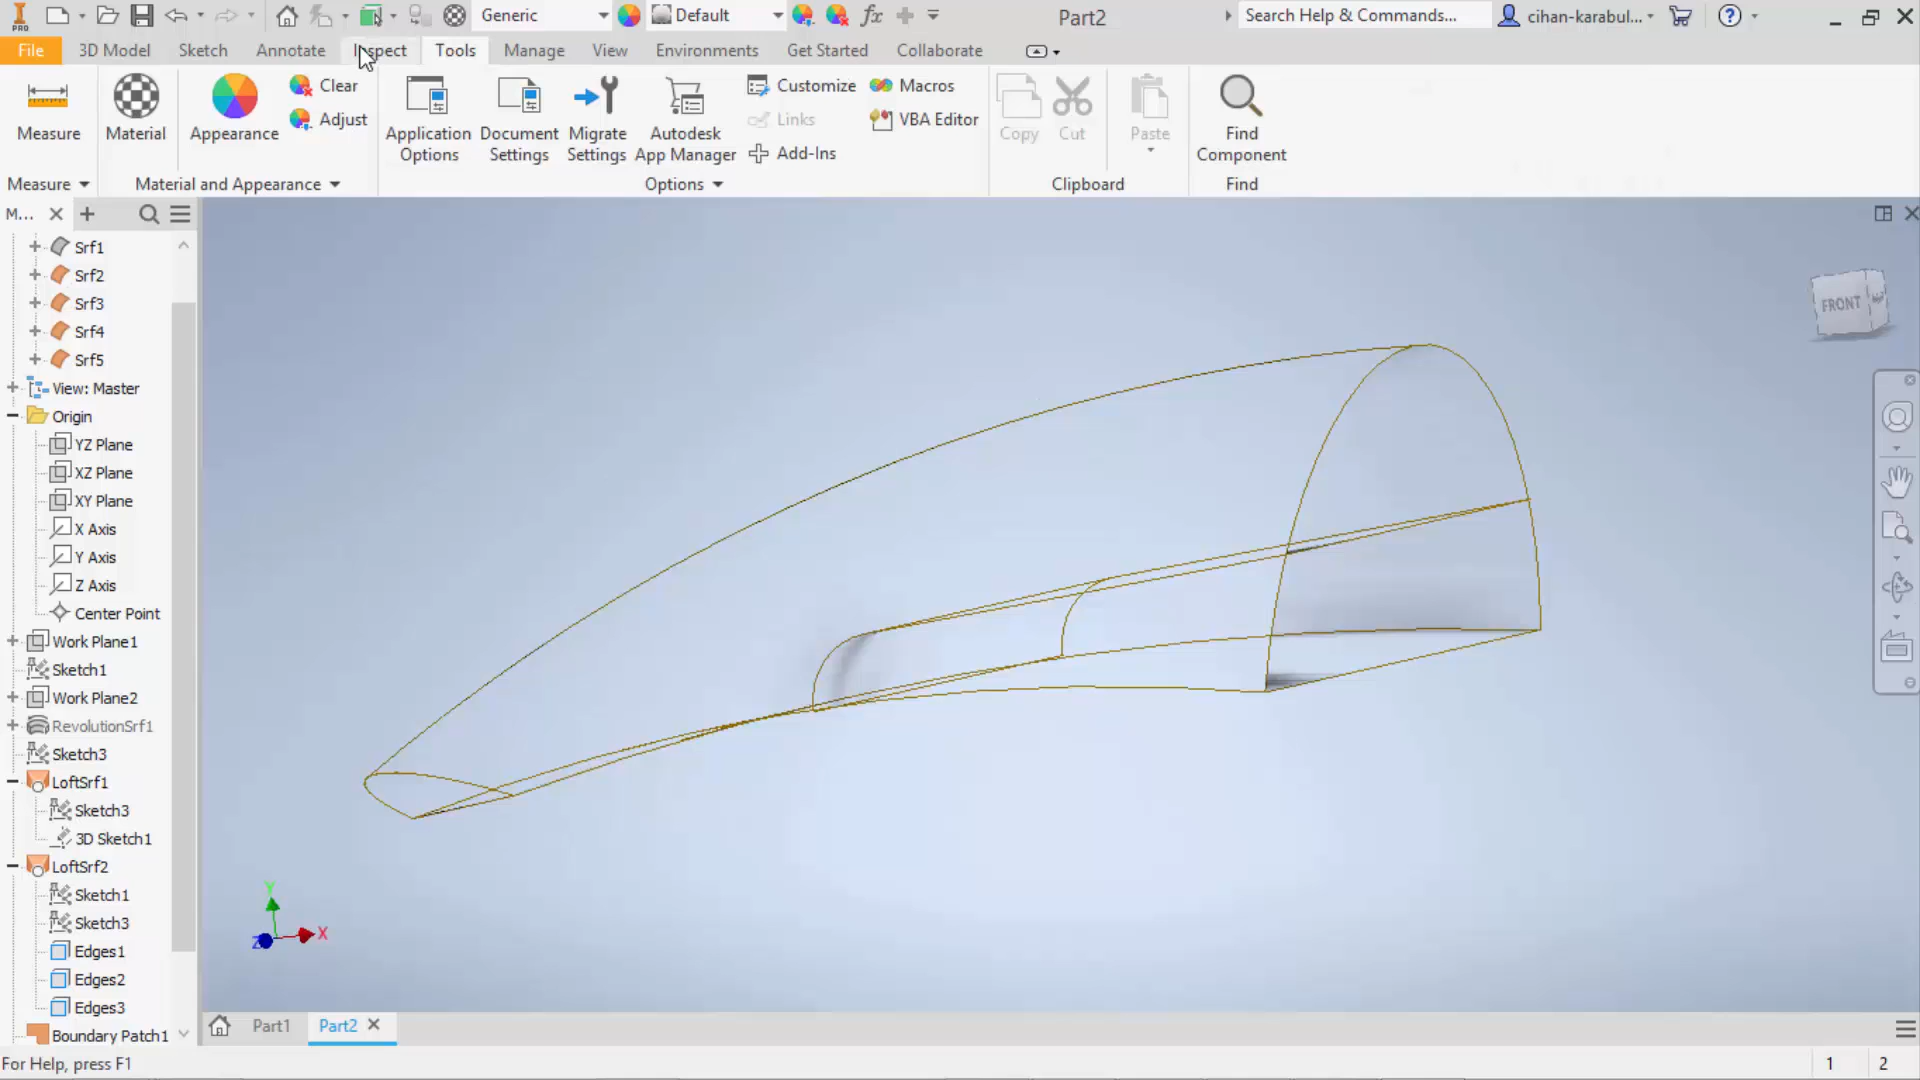 PRO
Generic
Default
fx
Part2
Search Help & Commands...
cihan-karabul...
File
3D Model
Sketch
Annotate
Inspect
Tools
Manage
View
Environments
Get Started
Collaborate
Measure
Material
Appearance
Clear
Adjust
Application Options
Document Settings
Migrate Settings
Autodesk App Manager
Customize
Links
Add-Ins
Macros
VBA Editor
Copy
Cut
Paste
Find Component
Measure
Material and Appearance
Options
Clipboard
Find
M...
Srf1
Srf2
Srf3
Srf4
Srf5
View: Master
Origin
YZ Plane
XZ Plane
XY Plane
X Axis
Y Axis
Z Axis
Center Point
Work Plane1
Sketch1
Work Plane2
RevolutionSrf1
Sketch3
LoftSrf1
Sketch3
3D Sketch1
LoftSrf2
Sketch1
Sketch3
Edges1
Edges2
Edges3
Boundary Patch1
FRONT
Y
Z
X
Part1
Part2
For Help, press F1
1
2